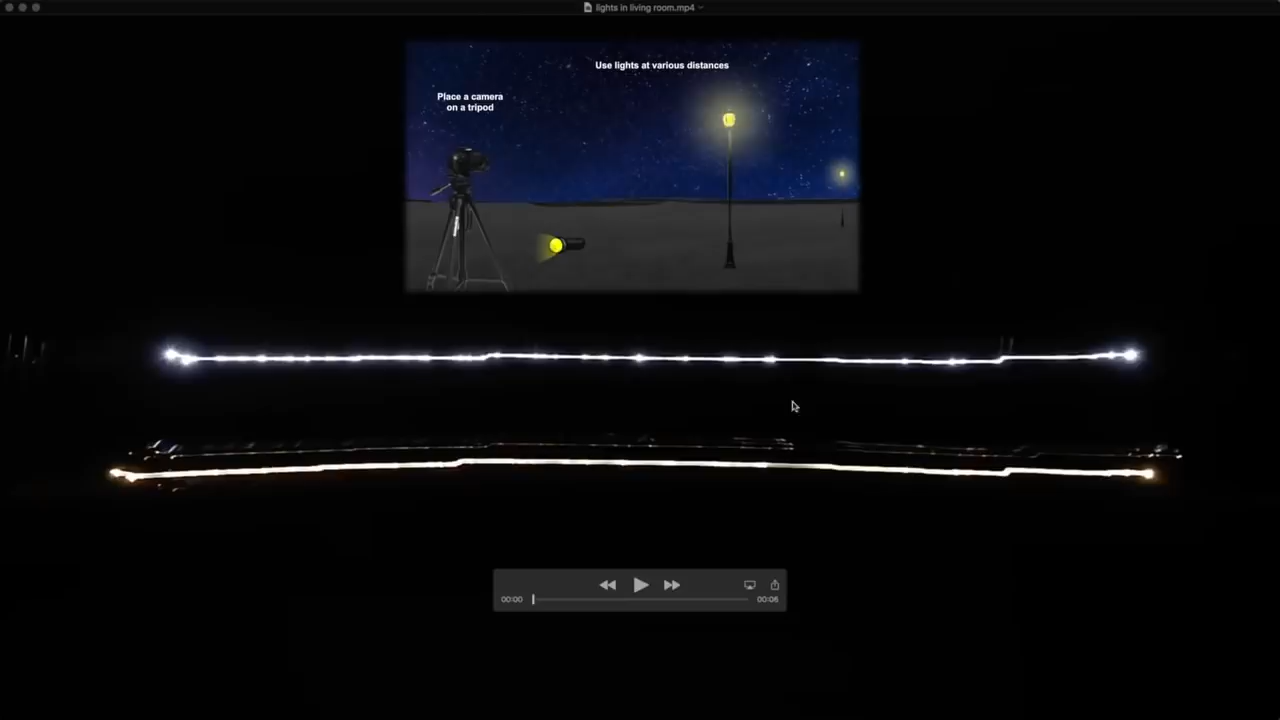 lights in living room.mp4
Use lights at various distances
Place a camera
on a tripod
00:00
00:06